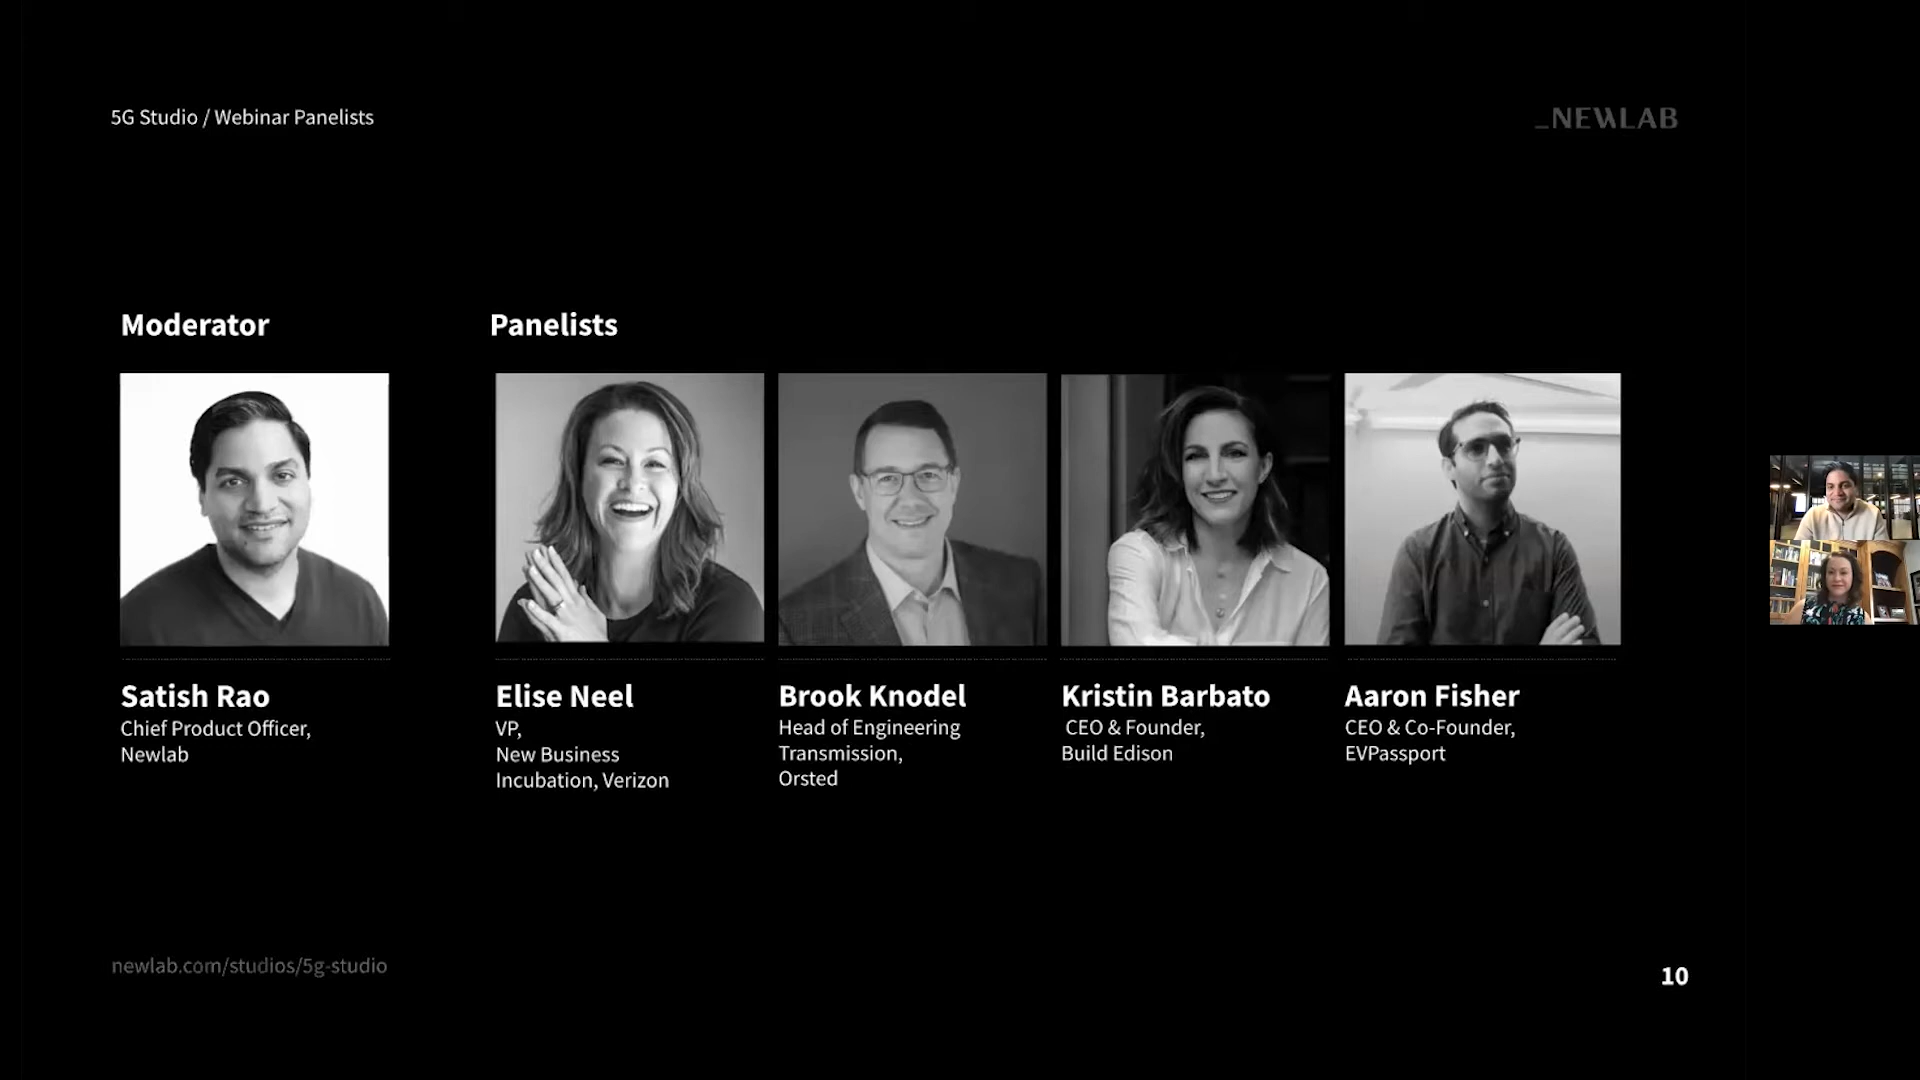 5G Studio / Webinar Panelists
_NEWLAB
Moderator
Panelists
Satish Rao
Chief Product Officer,
Newlab
Elise Neel
VP,
New Business
Incubation, Verizon
Brook Knodel
Head of Engineering
Transmission,
Orsted
Kristin Barbato
CEO & Founder,
Build Edison
Aaron Fisher
CEO & Co-Founder,
EVPassport
newlab.com/studios/5g-studio
10